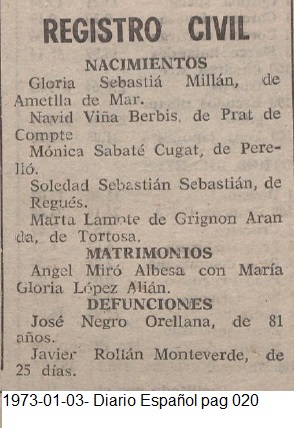 REGISTRO CIVIL
NACIMIENTOS
Gloria Sebastiá Millán, de
Ametlla de Mar.
Navid Viña Berbis, de Prat de
Compte
Mónica Sabaté Cugat, de Pere-
lió.
Soledad Sebastián Sebastián, de
Regués.
Marta Lamote de Grignon Aran
da, de Tortosa.
MATRIMONIOS
Angel Miró Albesa con María
Gloria López Alián.
DEFUNCIONES
José Negro Orellana, de 81
años.
Javier Rollán Monteverde, de
25 días.
1973-01-03- Diario Español pag 020